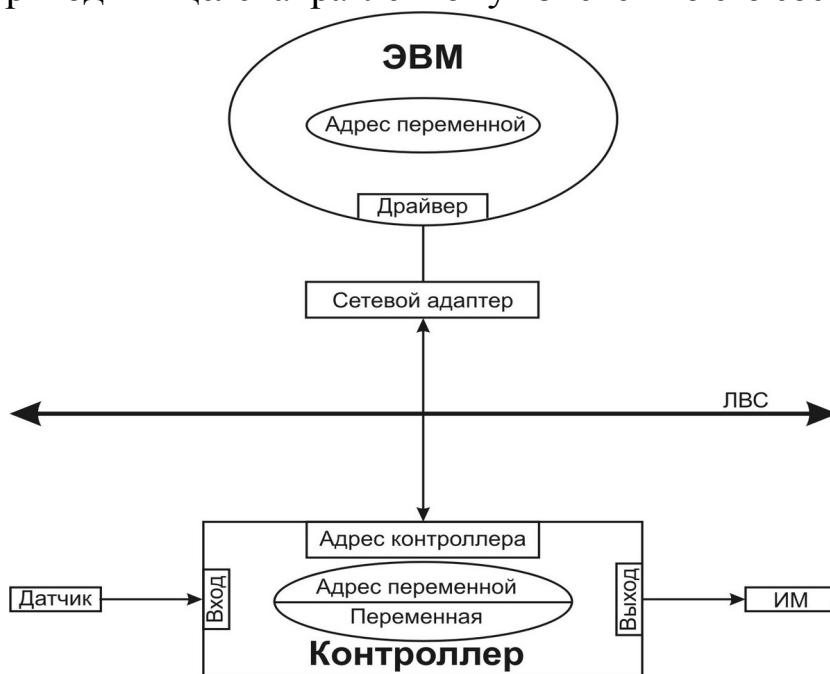 ЭВМ
Адрес переменной
Драйвер
Сетевой адаптер
ЛВС
Адрес контроллера
Датчик
Вход
Адрес переменной
Переменная
Выход
ИМ
Контроллер